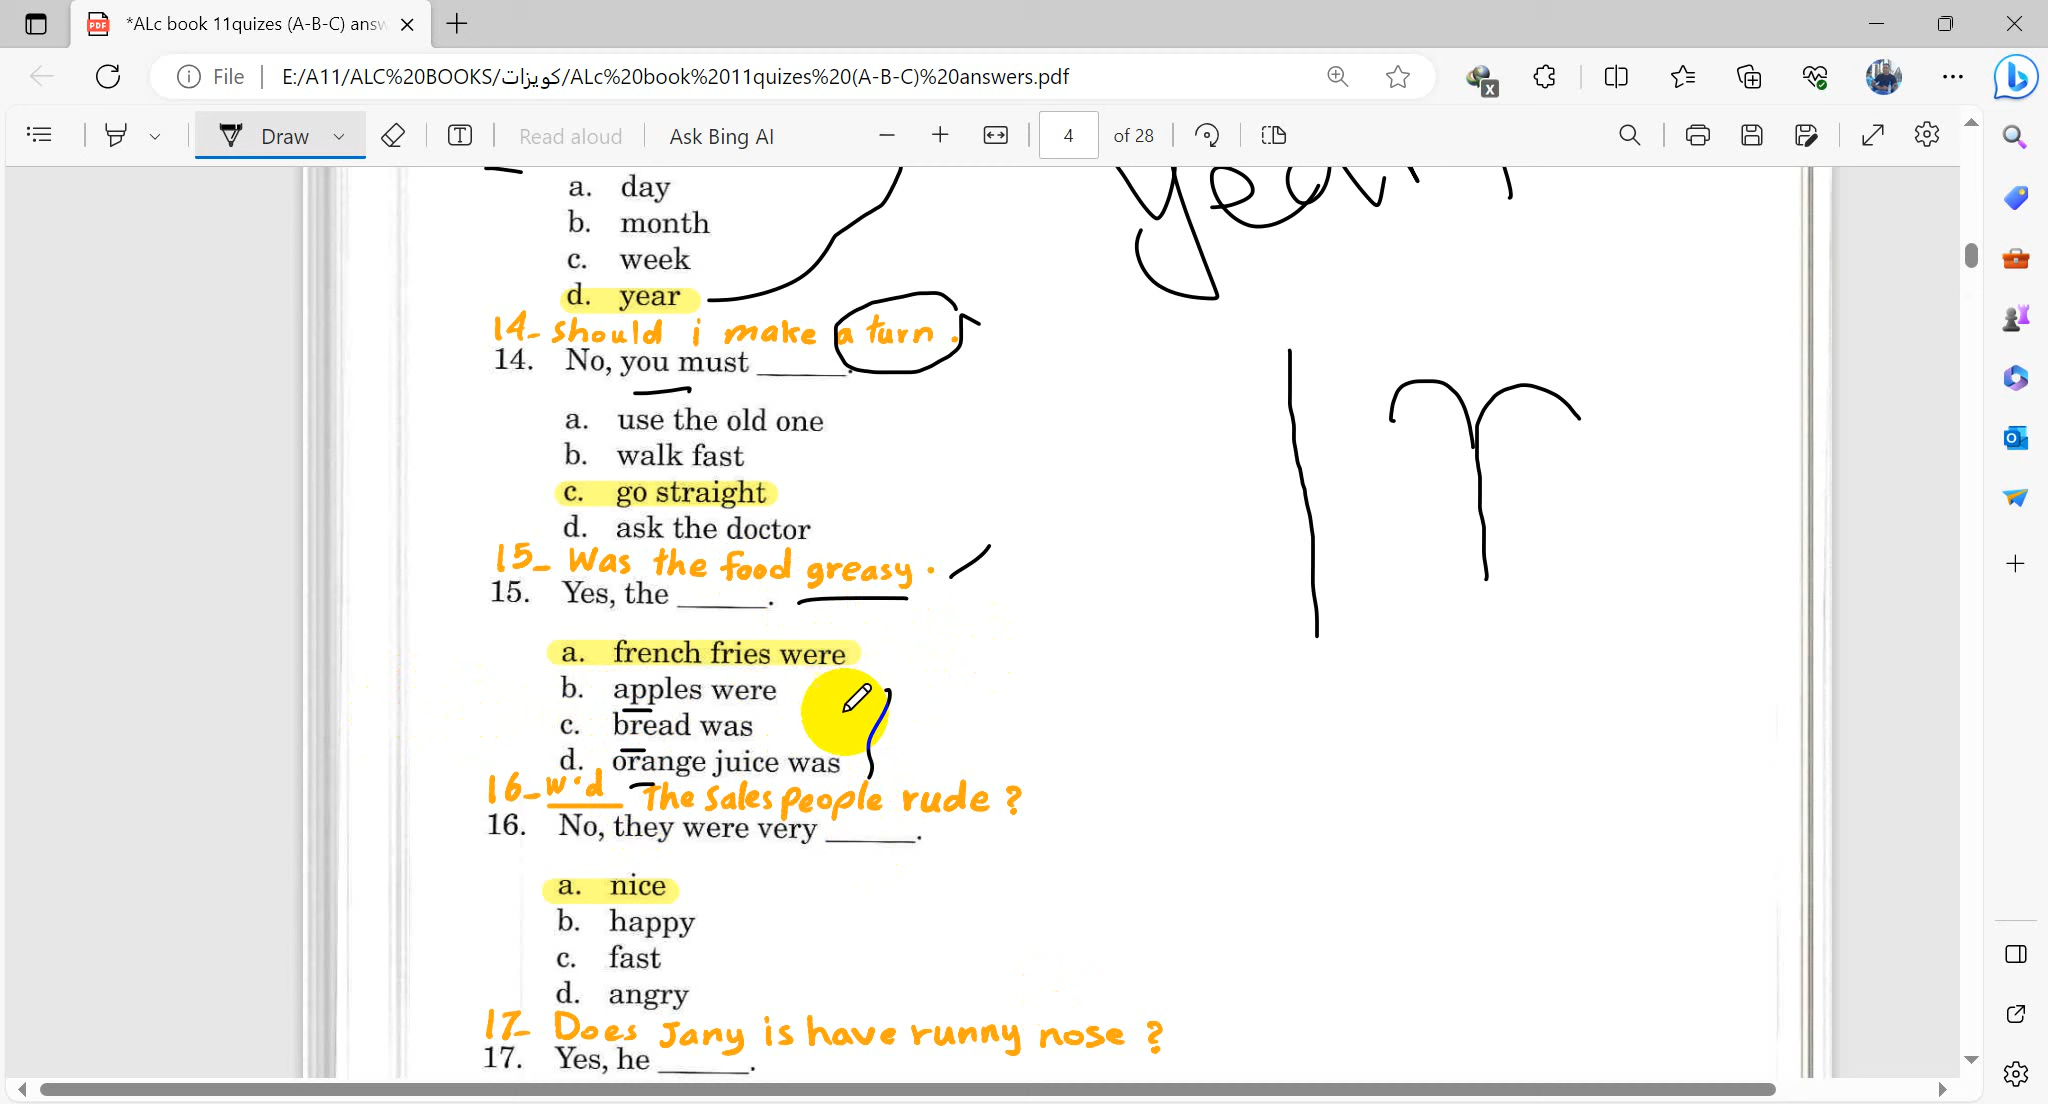 *ALc book 11quizes (A-B-C) answ
File
E:/A11/ALC%20BOOKS/كويزات/ALc%20book%2011quizes%20(A-B-C)%20answers.pdf
Draw
Read aloud
Ask Bing AI
4 of 28
a. day
b. month
c. week
d. year
14- Should i make a turn.
14. No, you must ______.
a. use the old one
b. walk fast
c. go straight
d. ask the doctor
15- Was the food greasy.
15. Yes, the ______.
a. french fries were
b. apples were
c. bread was
d. orange juice was
16- w.d The Sales people rude ?
16. No, they were very ______.
a. nice
b. happy
c. fast
d. angry
17- Does Jany is have runny nose ?
17. Yes, he ______.